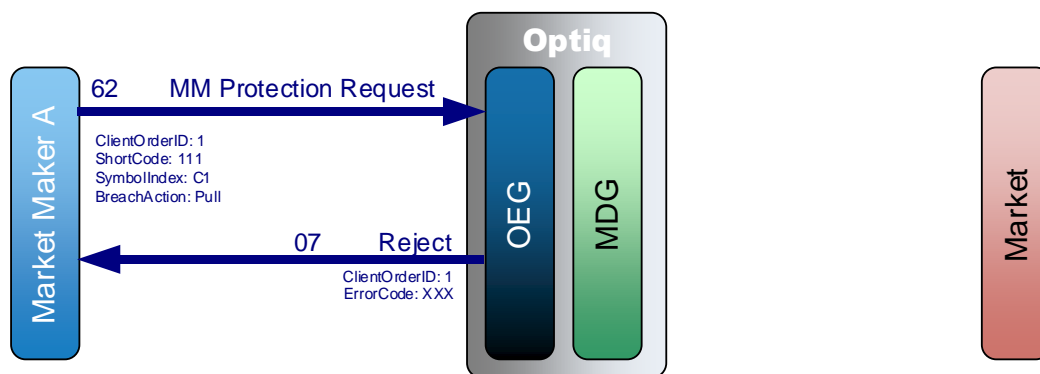 Optiq
Market Maker A
62 MM Protection Request
ClientOrderID: 1
ShortCode: 111
SymbolIndex: C1
BreachAction: Pull
07 Reject
ClientOrderID: 1
ErrorCode: XXX
OEG
MDG
Market